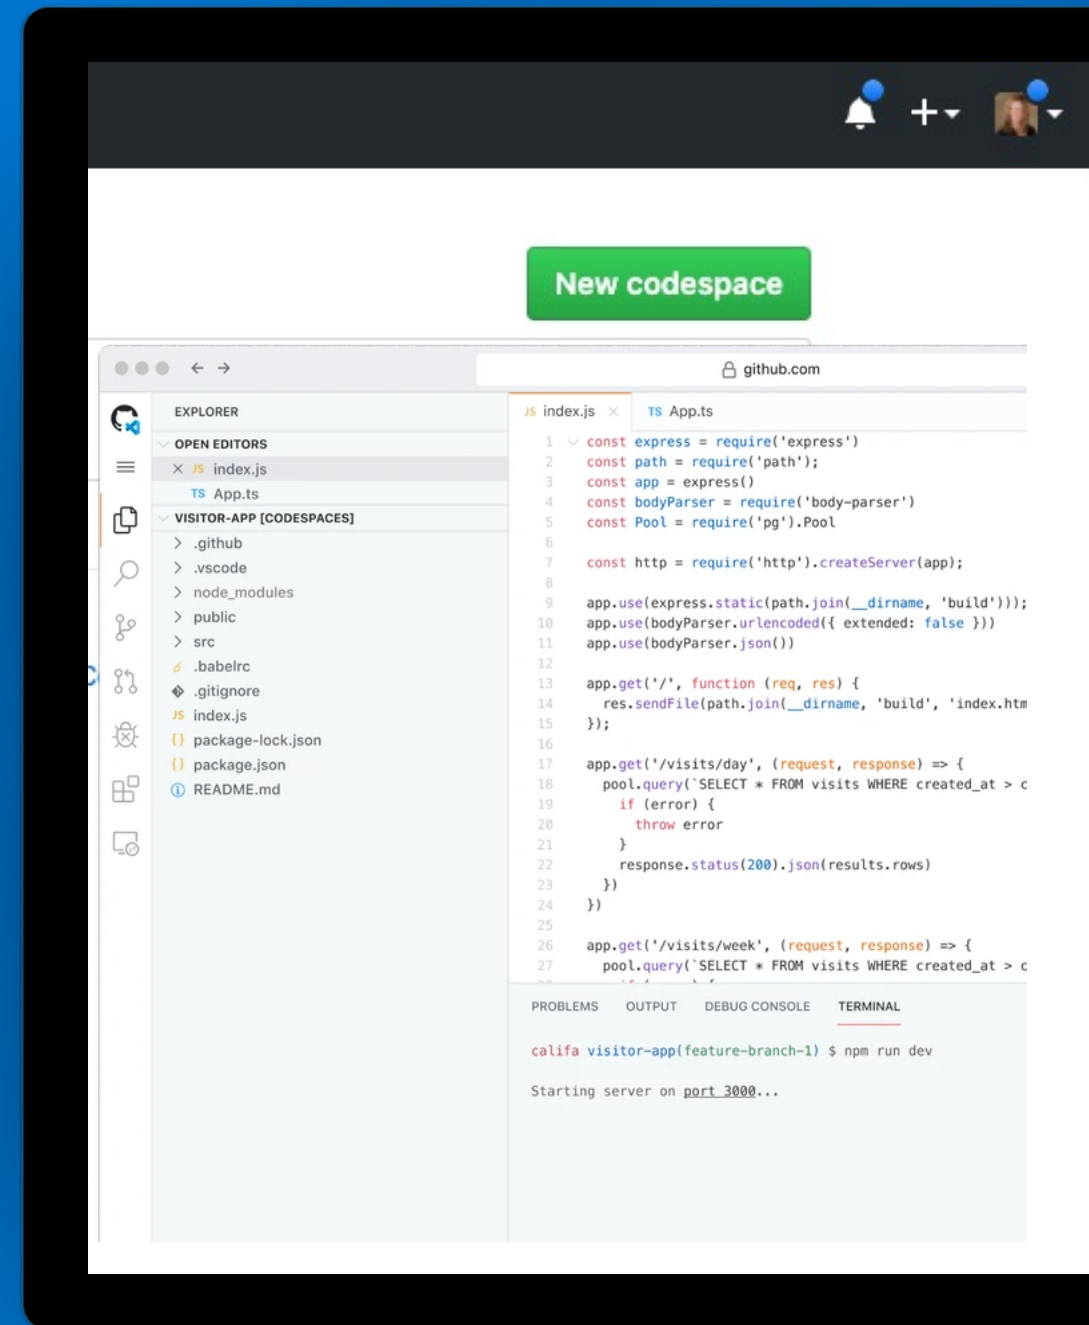 New codespace
github.com
EXPLORER
OPEN EDITORS
JS index.js
TS App.ts
VISITOR-APP [CODESPACES]
.github
.vscode
node_modules
public
src
.babelrc
.gitignore
JS index.js
{} package-lock.json
{} package.json
README.md
JS index.js TS App.ts
1 const express = require('express')
2 const path = require('path');
3 const app = express()
4 const bodyParser = require('body-parser')
5 const Pool = require('pg').Pool
6
7 const http = require('http').createServer(app);
8
9 app.use(express.static(path.join(__dirname, 'build')));
10 app.use(bodyParser.urlencoded({ extended: false }))
11 app.use(bodyParser.json())
12
13 app.get('/', function (req, res) {
14 res.sendFile(path.join(__dirname, 'build', 'index.htm
15 });
16
17 app.get('/visits/day', (request, response) => {
18 pool.query(`SELECT * FROM visits WHERE created_at > c
19 if (error) {
20 throw error
21 }
22 response.status(200).json(results.rows)
23 })
24 })
25
26 app.get('/visits/week', (request, response) => {
27 pool.query(`SELECT * FROM visits WHERE created_at > c
PROBLEMS OUTPUT DEBUG CONSOLE TERMINAL
califa visitor-app(feature-branch-1) $ npm run dev
Starting server on port 3000...